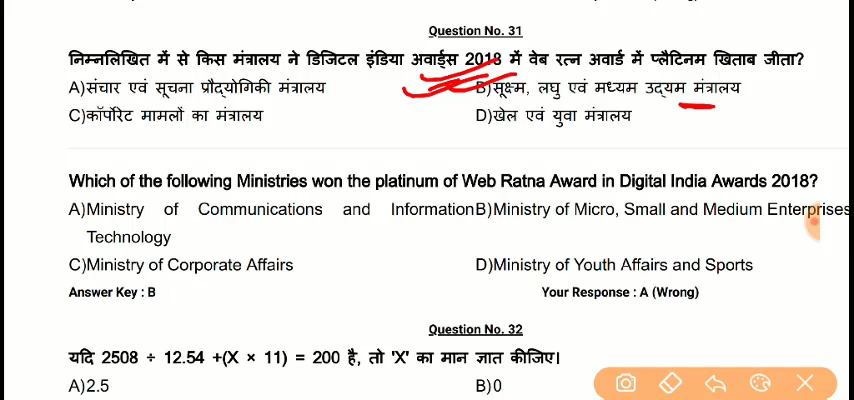 Question No. 31
निम्नलिखित में से किस मंत्रालय ने डिजिटल इंडिया अवार्ड्स 2018 में वेब रत्न अवार्ड में प्लैटिनम खिताब जीता?
A)संचार एवं सूचना प्रौद्योगिकी मंत्रालय B)सूक्ष्म, लघु एवं मध्यम उद्यम मंत्रालय
C)कॉर्पोरेट मामलों का मंत्रालय D)खेल एवं युवा मंत्रालय
Which of the following Ministries won the platinum of Web Ratna Award in Digital India Awards 2018?
A)Ministry of Communications and Information B)Ministry of Micro, Small and Medium Enterprises
Technology
C)Ministry of Corporate Affairs D)Ministry of Youth Affairs and Sports
Answer Key : B Your Response : A (Wrong)
Question No. 32
यदि 2508 ÷ 12.54 +(X × 11) = 200 है, तो 'X' का मान ज्ञात कीजिए।
A)2.5 B)0